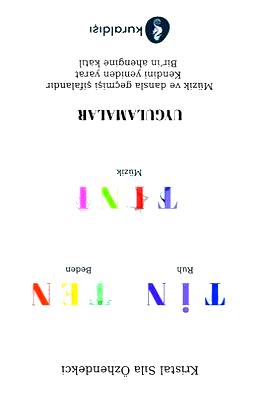 Kristal Sıla Özhendekci
TİN TEN
Ruh Beden
TINI
Müzik
UYGULAMALAR
Müzik ve dansla geçmişi şifalandır
Kendini yeniden yarat
Bir'in ahengine katıl
kuraldışı